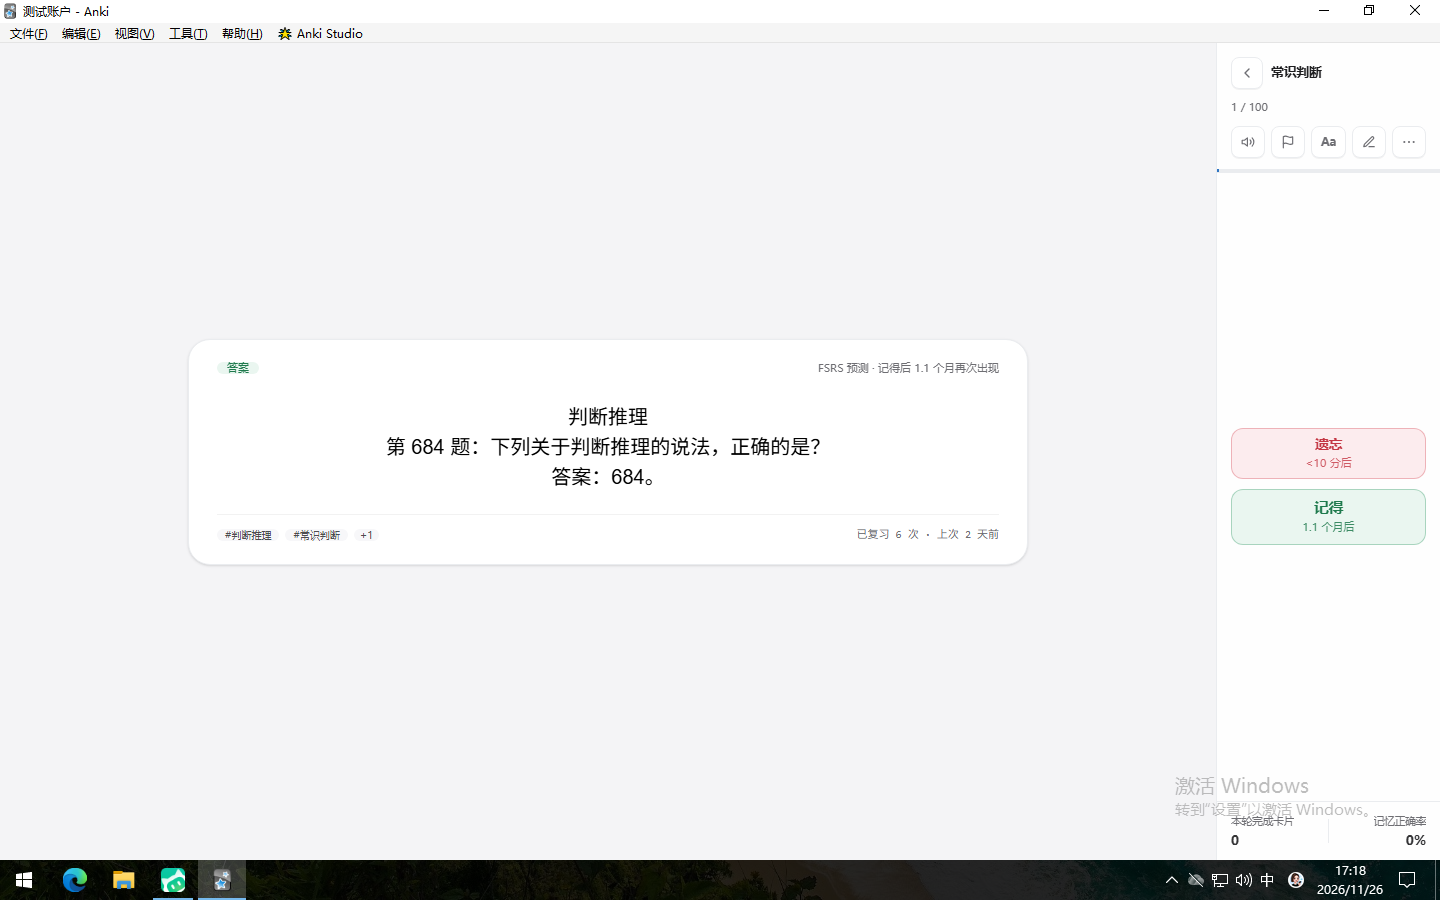 测试账户 - Anki
文件(F) 编辑(E) 视图(V) 工具(T) 帮助(H) Anki Studio
常识判断
1 / 100
Aa
答案
FSRS 预测 · 记得后 1.1 个月再次出现
判断推理
第 684 题：下列关于判断推理的说法，正确的是？
答案：684。
#判断推理 #常识判断 +1
已复习 6 次 · 上次 2 天前
遗忘
<10 分后
记得
1.1 个月后
激活 Windows
转到"设置"以激活 Windows。
本轮完成卡片 记忆正确率
0 0%
中
17:18
2026/11/26